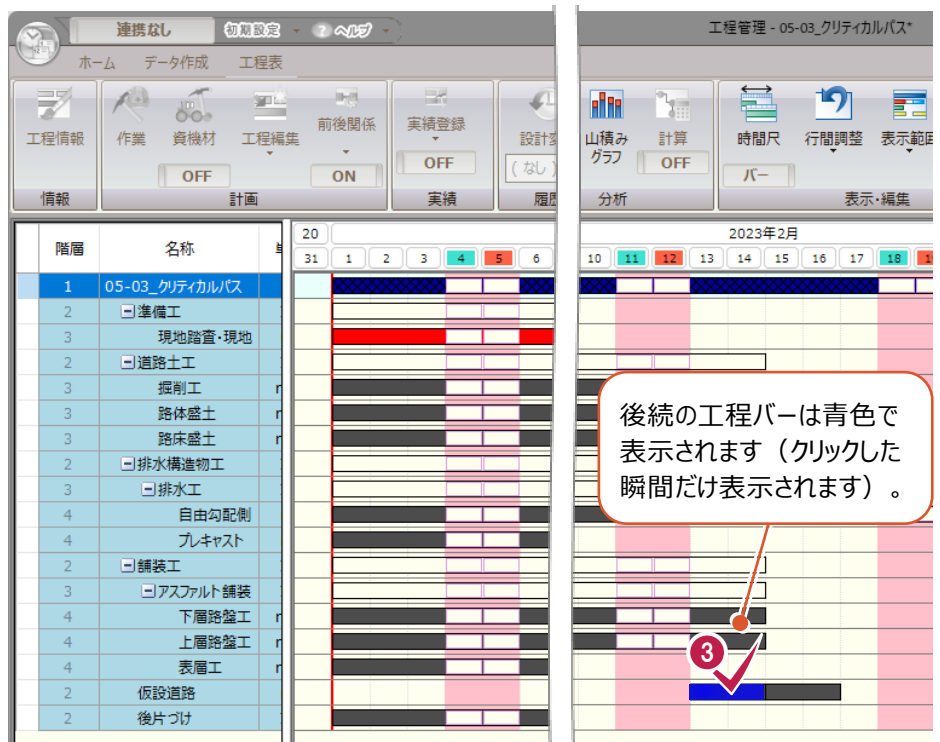 連携なし 初期設定 ? ヘルプ
工程管理 - 05-03_クリティカルパス*
ホーム データ作成 工程表
工程情報 作業 資機材 工程編集 前後関係 実績登録 設計変 山積み 計算 時間尺 行間調整 表示範囲
グラフ
OFF ON OFF (なし) OFF バー
情報 計画 実績 履歴 分析 表示・編集
階層 名称
20 2023年2月
31 1 2 3 4 5 6 10 11 12 13 14 15 16 17 18
1 05-03_クリティカルパス
2 準備工
3 現地踏査・現地
2 道路土工
3 掘削工
3 路体盛土
3 路床盛土
2 排水構造物工
3 排水工
4 自由勾配側
4 プレキャスト
2 舗装工
3 アスファルト舗装
4 下層路盤工
4 上層路盤工
4 表層工
2 仮設道路
2 後片づけ
後続の工程バーは青色で
表示されます（クリックした
瞬間だけ表示されます）。
3